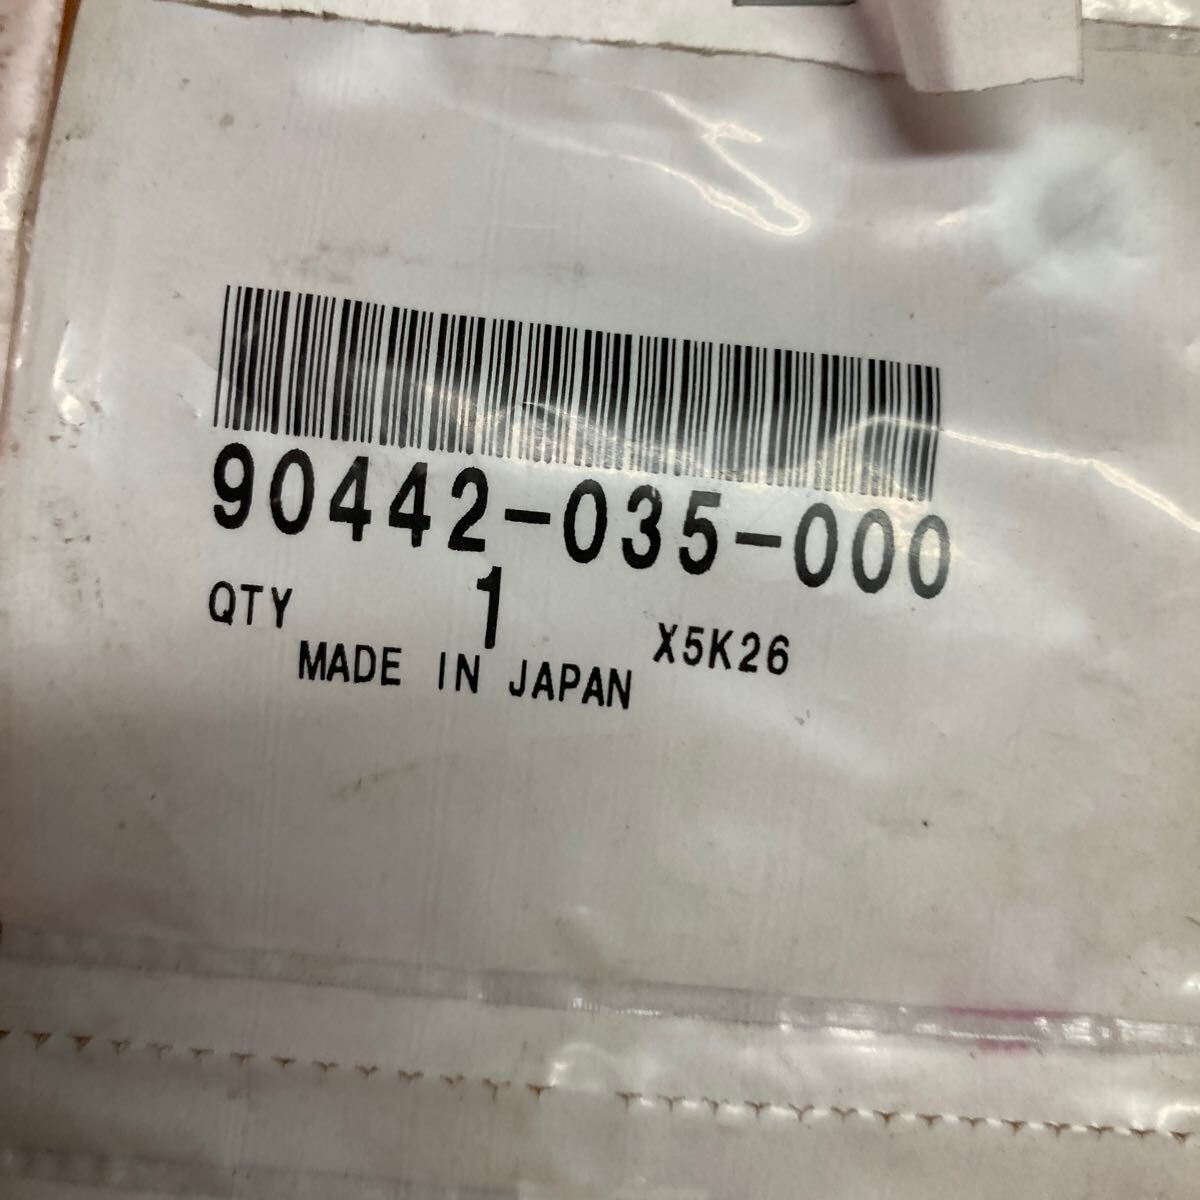 90442-035-000
QTY 1 X5K26
MADE IN JAPAN